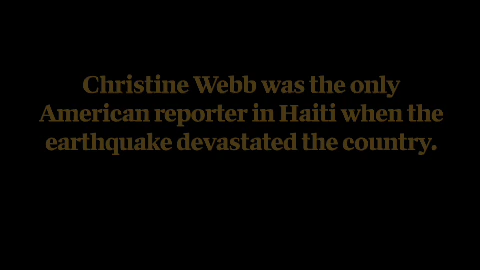 Christine Webb was the only
American reporter in Haiti when the
earthquake devastated the country.